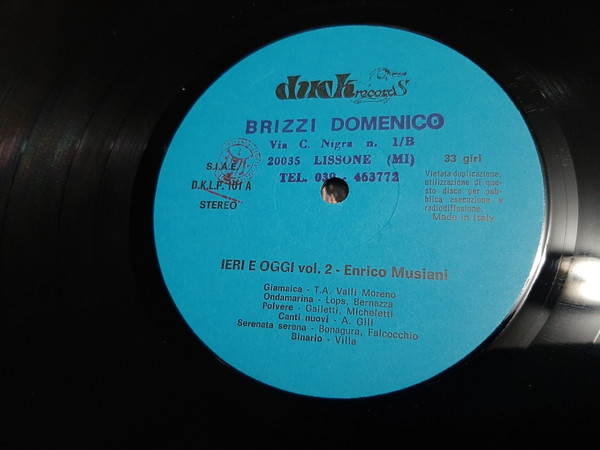 duck records
BRIZZI DOMENICO
Via C. Nigra n. 1/B
20035 LISSONE (MI)
TEL. 039 - 463772
S.I.A.E.
D.K.L.P. 101 A
STEREO
33 giri
Vietata duplicazione,
utilizzazione di que-
sto disco per pub-
blica esecuzione e
radiodiffusione.
Made in Italy
IERI E OGGI vol. 2 - Enrico Musiani
Giamaica - T.A. Valli Moreno
Ondamarina - Lops, Bernazza
Polvere - Galletti, Micheletti
Canti nuovi - A. Gill
Serenata serena - Bonagura, Falcocchio
Binario - Villa